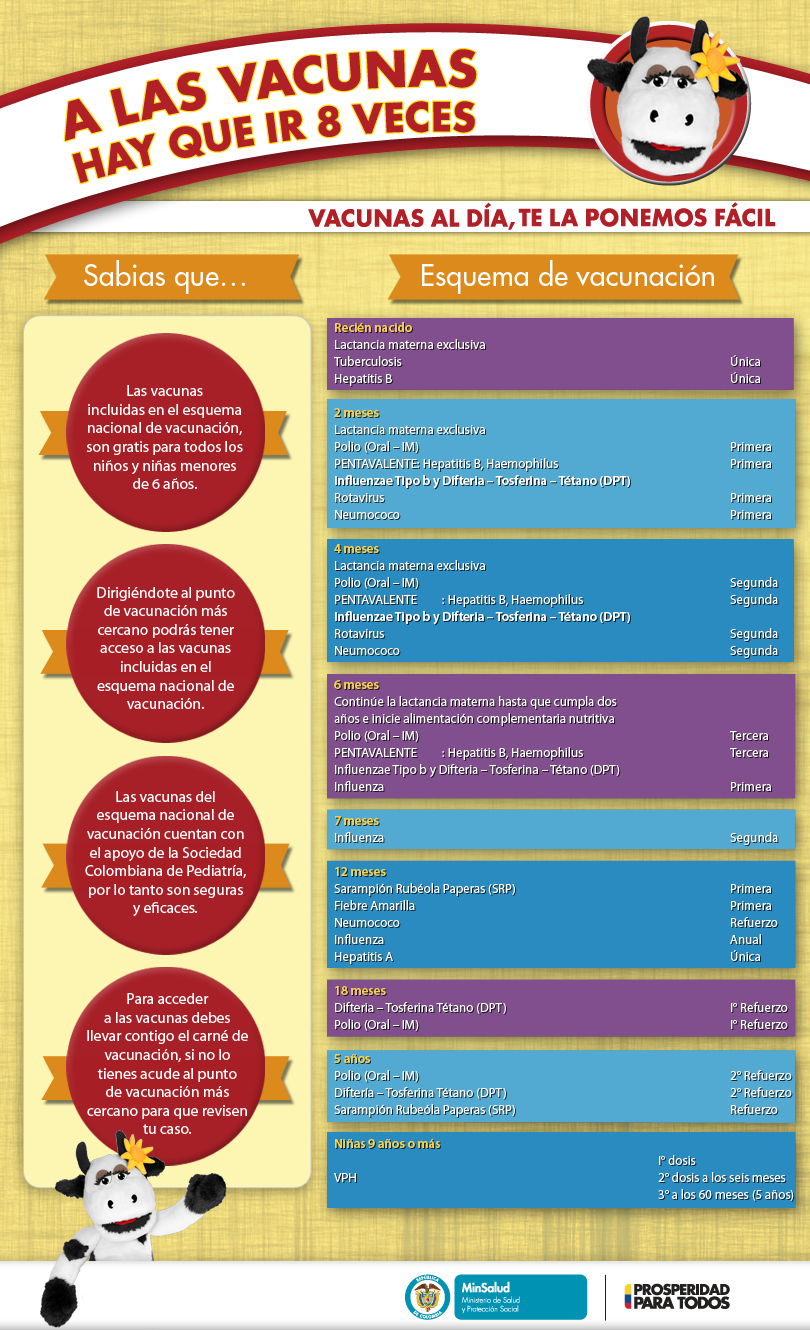 A LAS VACUNAS
HAY QUE IR 8 VECES
VACUNAS AL DÍA, TE LA PONEMOS FÁCIL
Sabias que...
Las vacunas
incluidas en el esquema
nacional de vacunación,
son gratis para todos los
niños y niñas menores
de 6 años.
Dirigiéndote al punto
de vacunación más
cercano podrás tener
acceso a las vacunas
incluidas en el
esquema nacional de
vacunación.
Las vacunas del
esquema nacional de
vacunación cuentan con
el apoyo de la Sociedad
Colombiana de Pediatría,
por lo tanto son seguras
y eficaces.
Para acceder
a las vacunas debes
llevar contigo el carné de
vacunación, si no lo
tienes acude al punto
de vacunación más
cercano para que revisen
tu caso.
Esquema de vacunación
Recién nacido
Lactancia materna exclusiva
Tuberculosis Única
Hepatitis B Única
2 meses
Lactancia materna exclusiva
Polio (Oral – IM) Primera
PENTAVALENTE: Hepatitis B, Haemophilus Primera
Influenzae Tipo b y Difteria – Tosferina – Tétano (DPT)
Rotavirus Primera
Neumococo Primera
4 meses
Lactancia materna exclusiva
Polio (Oral – IM) Segunda
PENTAVALENTE : Hepatitis B, Haemophilus Segunda
Influenzae Tipo b y Difteria – Tosferina – Tétano (DPT)
Rotavirus Segunda
Neumococo Segunda
6 meses
Continúe la lactancia materna hasta que cumpla dos
años e inicie alimentación complementaria nutritiva
Polio (Oral – IM) Tercera
PENTAVALENTE : Hepatitis B, Haemophilus Tercera
Influenzae Tipo b y Difteria – Tosferina – Tétano (DPT)
Influenza Primera
7 meses
Influenza Segunda
12 meses
Sarampión Rubéola Paperas (SRP) Primera
Fiebre Amarilla Primera
Neumococo Refuerzo
Influenza Anual
Hepatitis A Única
18 meses
Difteria – Tosferina Tétano (DPT) I° Refuerzo
Polio (Oral – IM) I° Refuerzo
5 años
Polio (Oral – IM) 2° Refuerzo
Difteria – Tosferina Tétano (DPT) 2° Refuerzo
Sarampión Rubeóla Paperas (SRP) Refuerzo
Niñas 9 años o más
I° dosis
VPH 2° dosis a los seis meses
3° a los 60 meses (5 años)
REPÚBLICA
DE COLOMBIA
MinSalud
Ministerio de Salud
y Protección Social
PROSPERIDAD
PARA TODOS